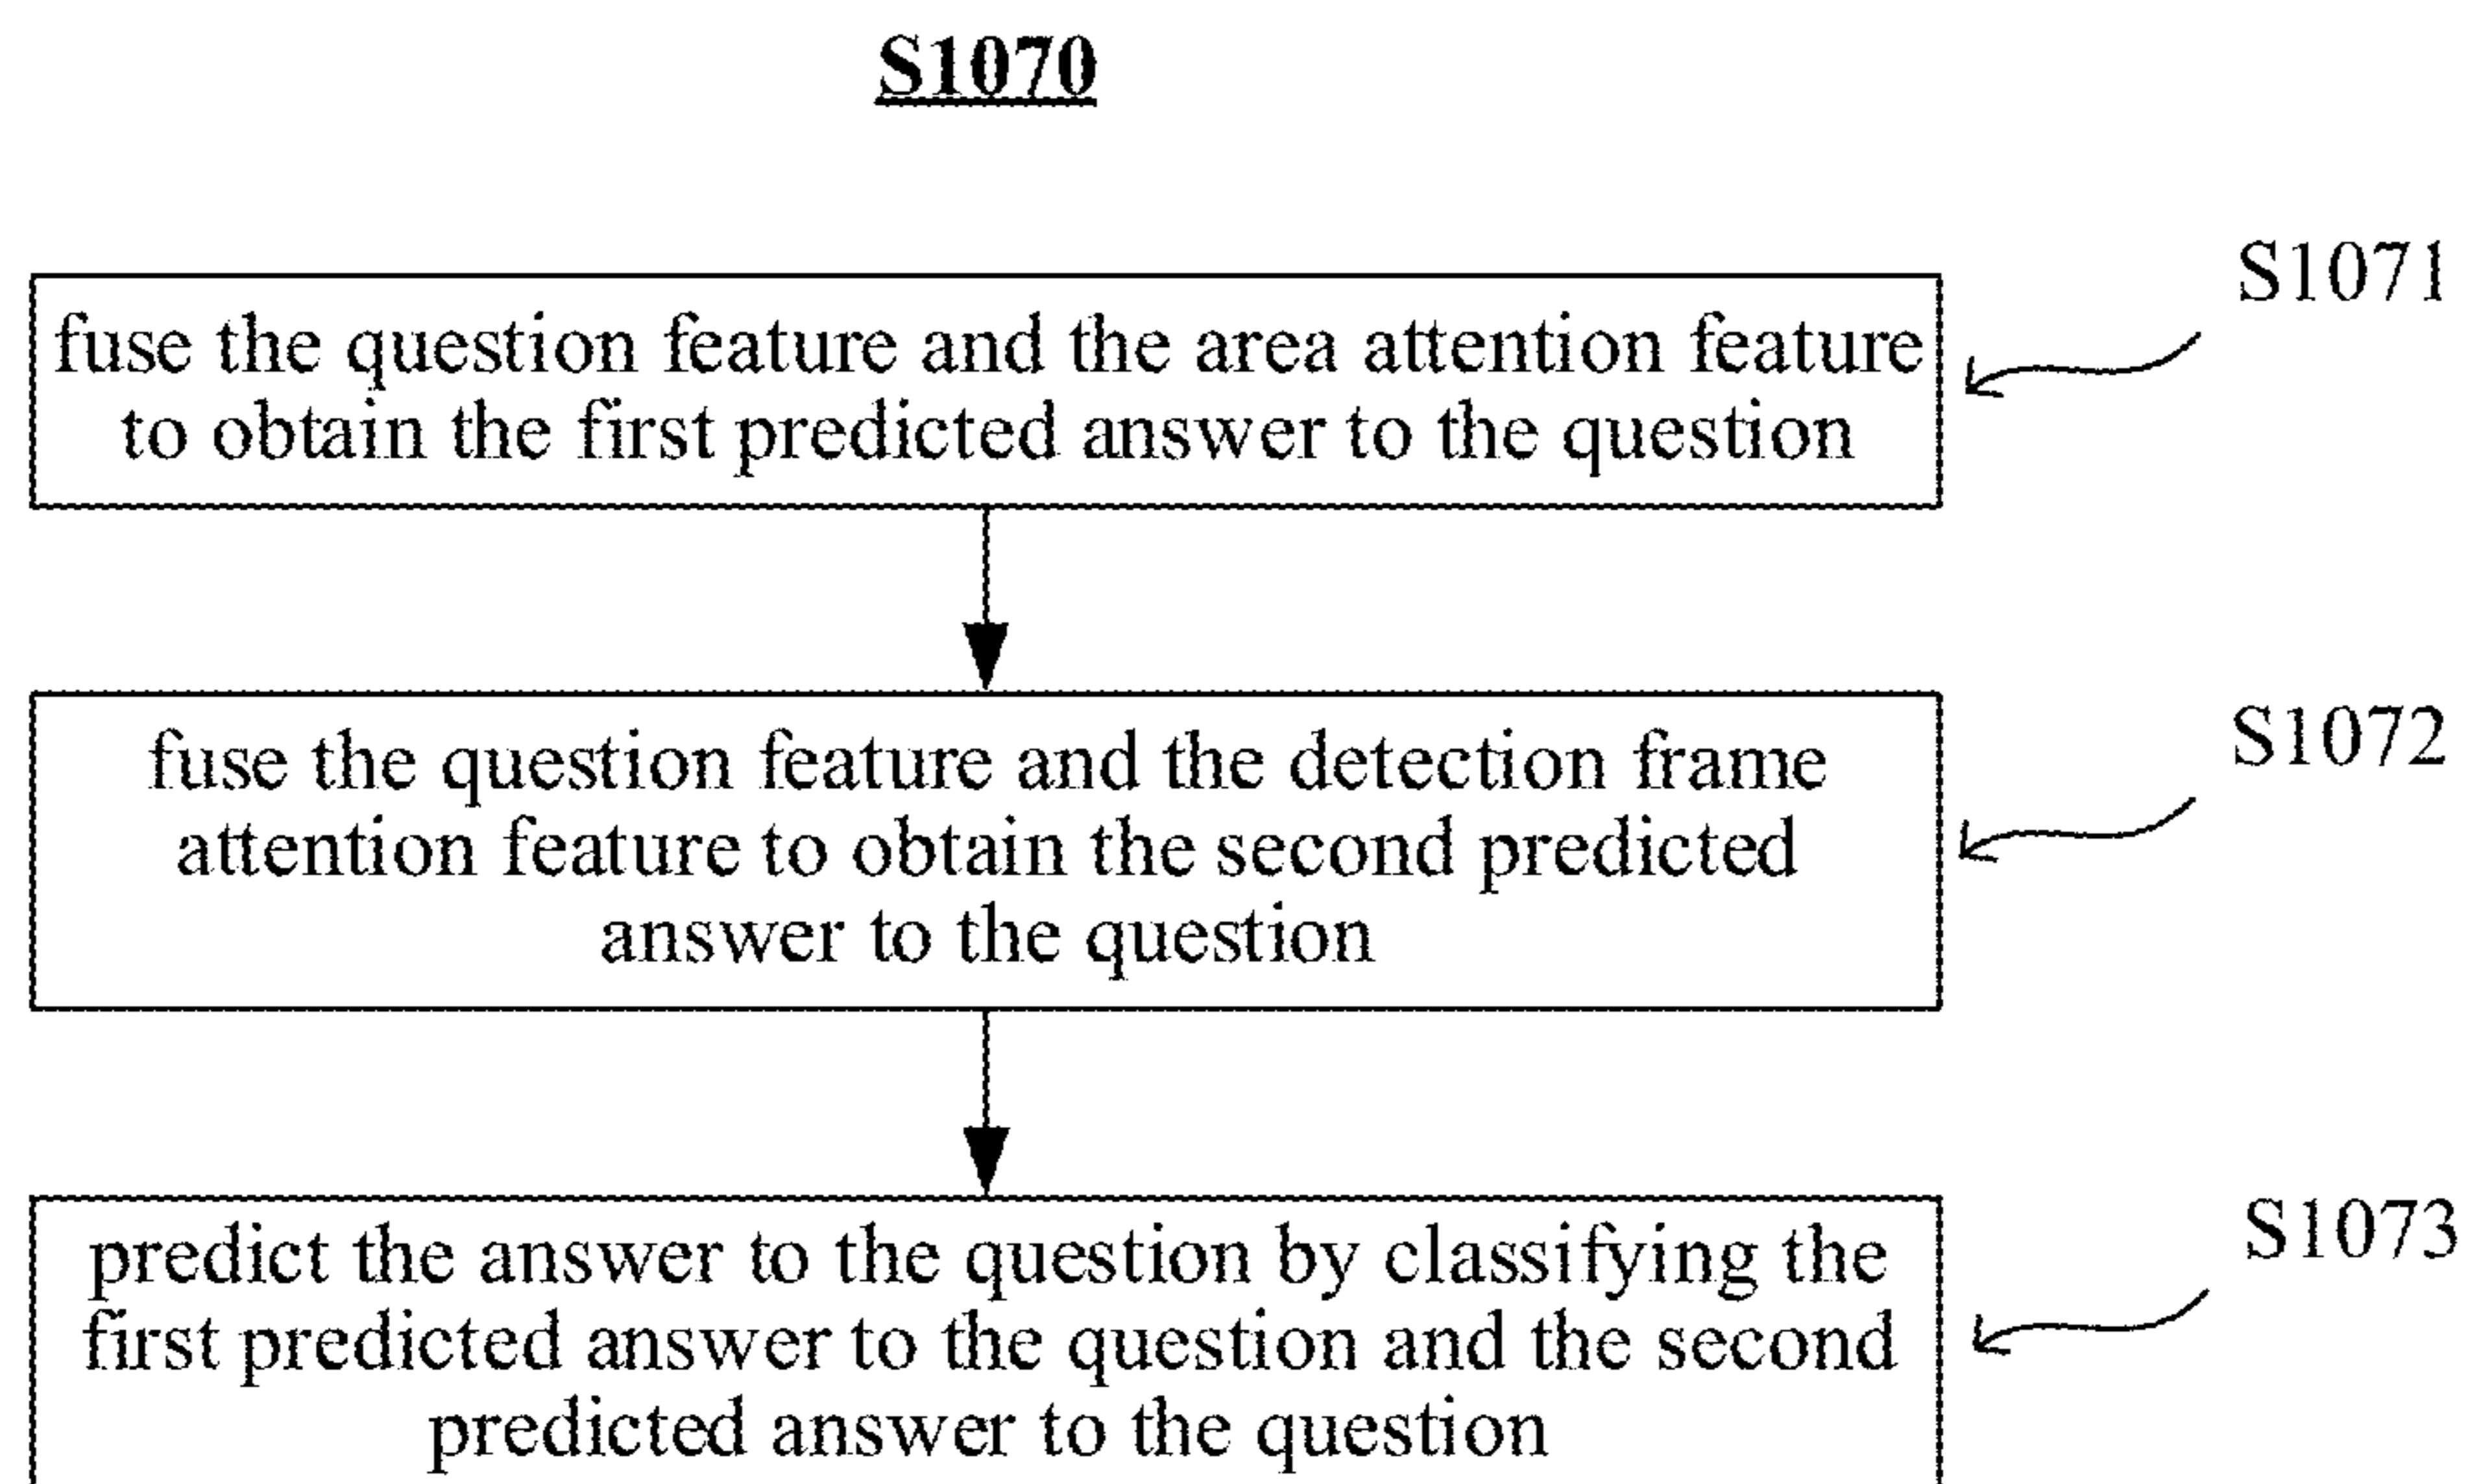 S1070
S1071
fuse the question feature and the area attention feature
to obtain the first predicted answer to the question
S1072
fuse the question feature and the detection frame
attention feature to obtain the second predicted
answer to the question
S1073
predict the answer to the question by classifying the
first predicted answer to the question and the second
predicted answer to the question